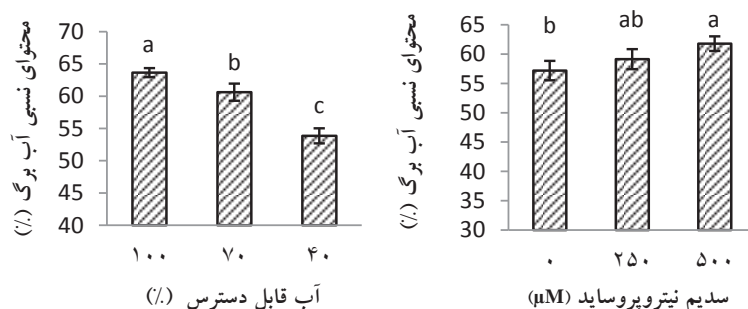 محتوای نسبی آب برگ (٪)
70
65
60
55
50
45
40
a
b
c
۱۰۰
۷۰
۴۰
آب قابل دسترس (٪)
محتوای نسبی آب برگ (٪)
65
60
55
50
45
40
35
30
b
ab
a
۰
۲۵۰
۵۰۰
سدیم نیتروپروساید (µM)